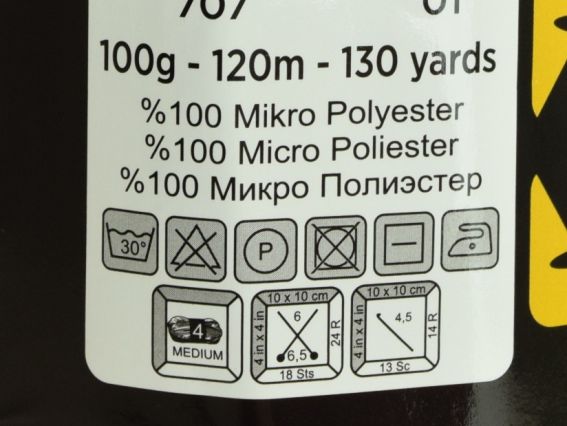 767 01
100g - 120m - 130 yards
%100 Mikro Polyester
%100 Micro Poliester
%100 Микро Полиэстер
30° P
4 MEDIUM
10 x 10 cm
4 in x 4 in 6 24 R
6,5
18 Sts
10 x 10 cm
4 in x 4 in 4,5 14 R
13 Sc